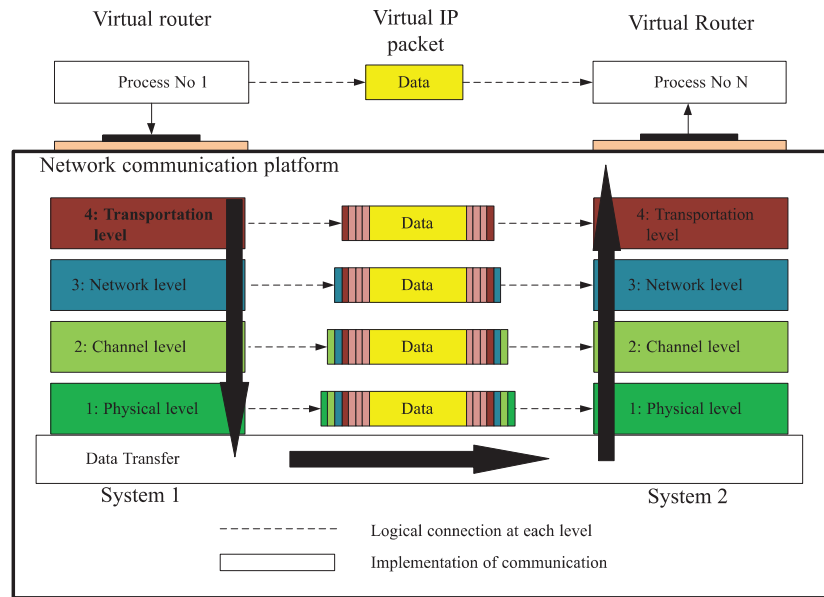 Virtual router
Virtual IP
packet
Virtual Router
Process No 1
Data
Process No N
Network communication platform
4: Transportation
level
Data
4: Transportation
level
3: Network level
Data
3: Network level
2: Channel level
Data
2: Channel level
1: Physical level
Data
1: Physical level
Data Transfer
System 1
System 2
Logical connection at each level
Implementation of communication